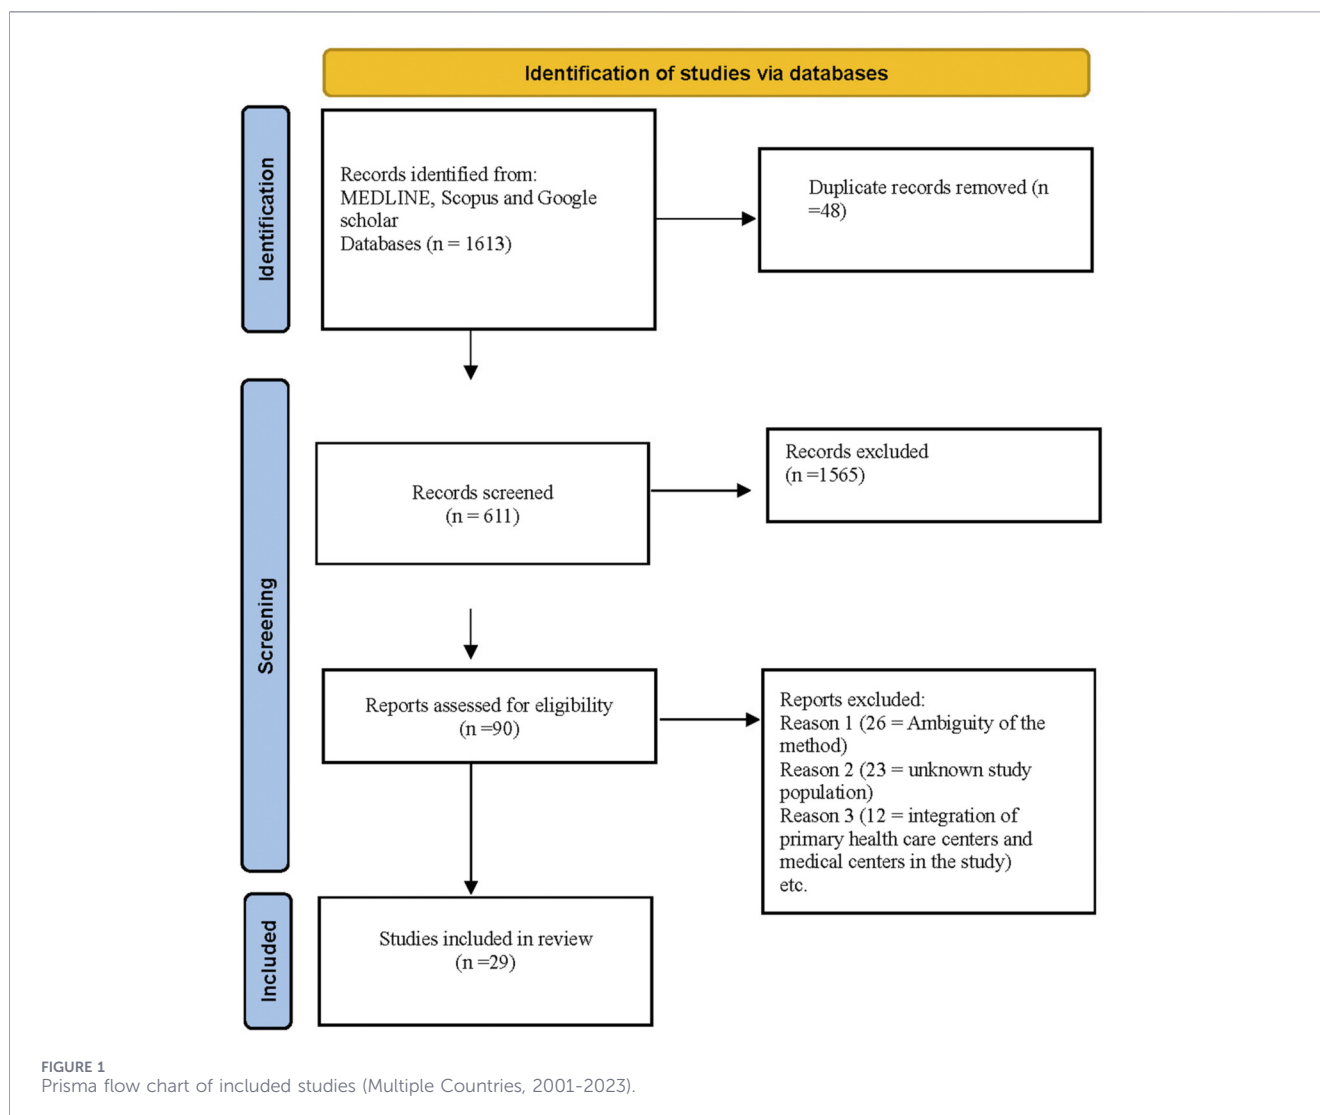 Identification of studies via databases
Identification
Records identified from:
MEDLINE, Scopus and Google
scholar
Databases (n = 1613)
Duplicate records removed (n
=48)
Screening
Records screened
(n = 611)
Records excluded
(n =1565)
Reports assessed for eligibility
(n =90)
Reports excluded:
Reason 1 (26 = Ambiguity of the
method)
Reason 2 (23 = unknown study
population)
Reason 3 (12 = integration of
primary health care centers and
medical centers in the study)
etc.
Included
Studies included in review
(n =29)
FIGURE 1
Prisma flow chart of included studies (Multiple Countries, 2001-2023).